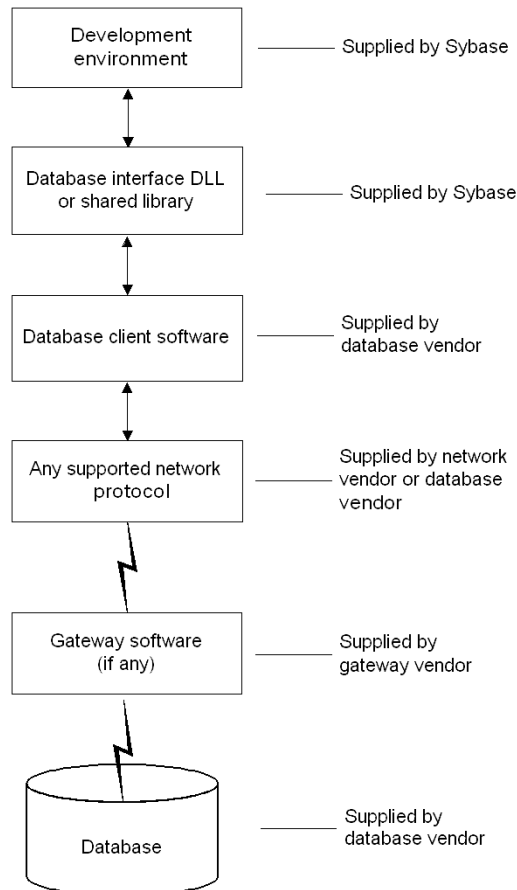 Development
environment
Supplied by Sybase
Database interface DLL
or shared library
Supplied by Sybase
Database client software
Supplied by
database vendor
Any supported network
protocol
Supplied by network
vendor or database
vendor
Gateway software
(if any)
Supplied by
gateway vendor
Database
Supplied by
database vendor